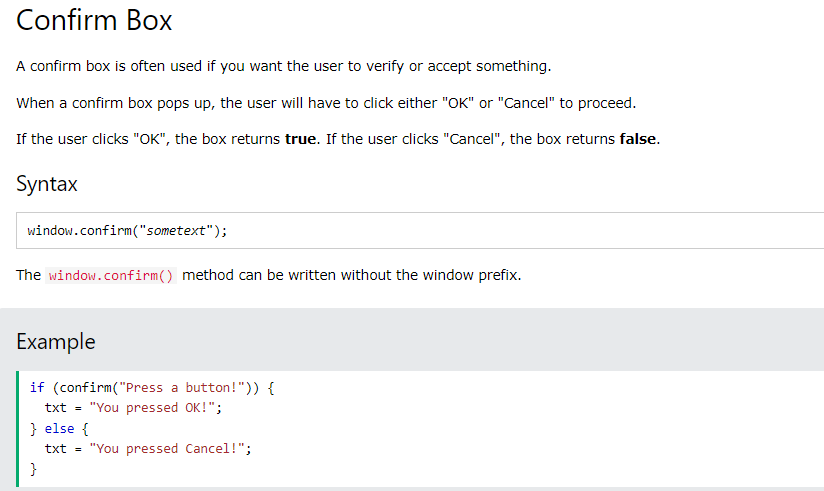 Confirm Box
A confirm box is often used if you want the user to verify or accept something.
When a confirm box pops up, the user will have to click either "OK" or "Cancel" to proceed.
If the user clicks "OK", the box returns true. If the user clicks "Cancel", the box returns false.
Syntax
window.confirm("sometext");
The window.confirm() method can be written without the window prefix.
Example
if (confirm("Press a button!")) {
  txt = "You pressed OK!";
} else {
  txt = "You pressed Cancel!";
}